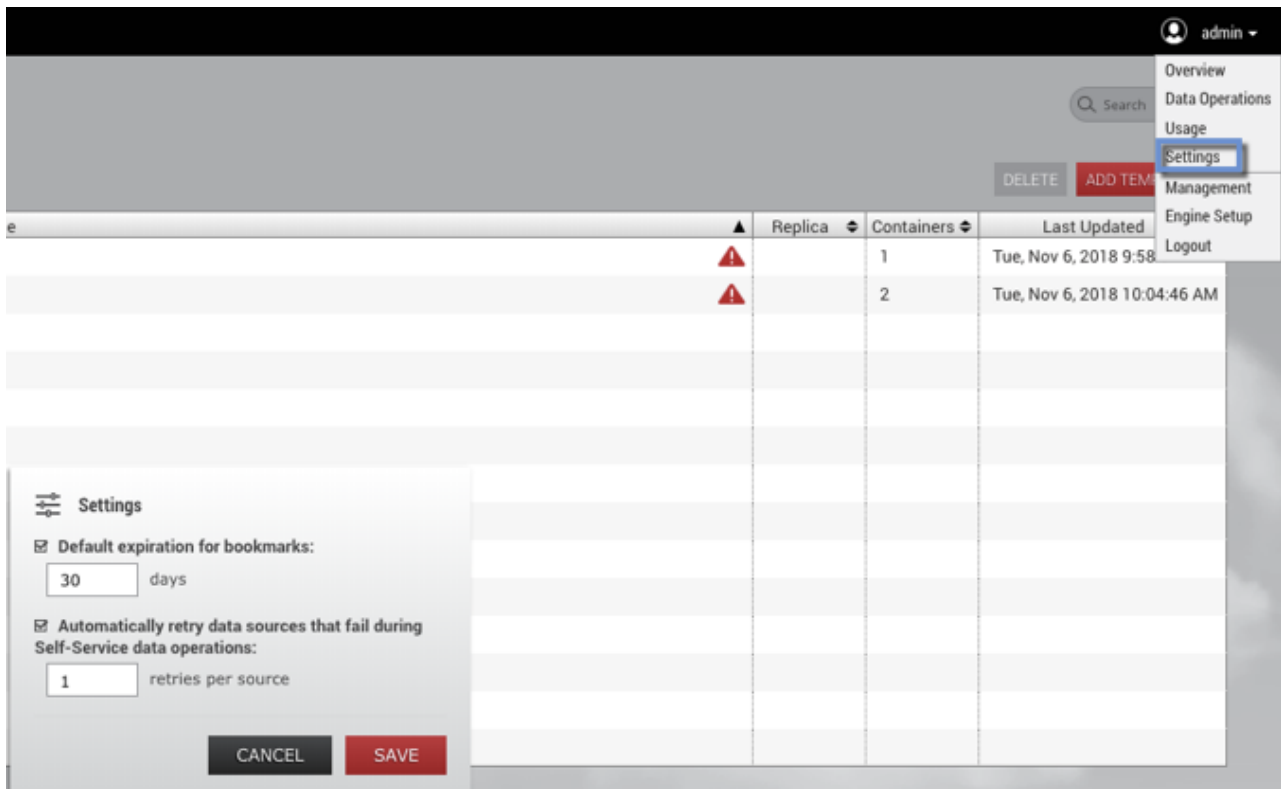 admin
Overview
Data Operations
Search
Usage
Settings
DELETE
ADD TEM
Management
Engine Setup
Logout
e
Replica
Containers
Last Updated
1
Tue, Nov 6, 2018 9:58
2
Tue, Nov 6, 2018 10:04:46 AM
Settings
Default expiration for bookmarks:
30 days
Automatically retry data sources that fail during
Self-Service data operations:
1 retries per source
CANCEL
SAVE